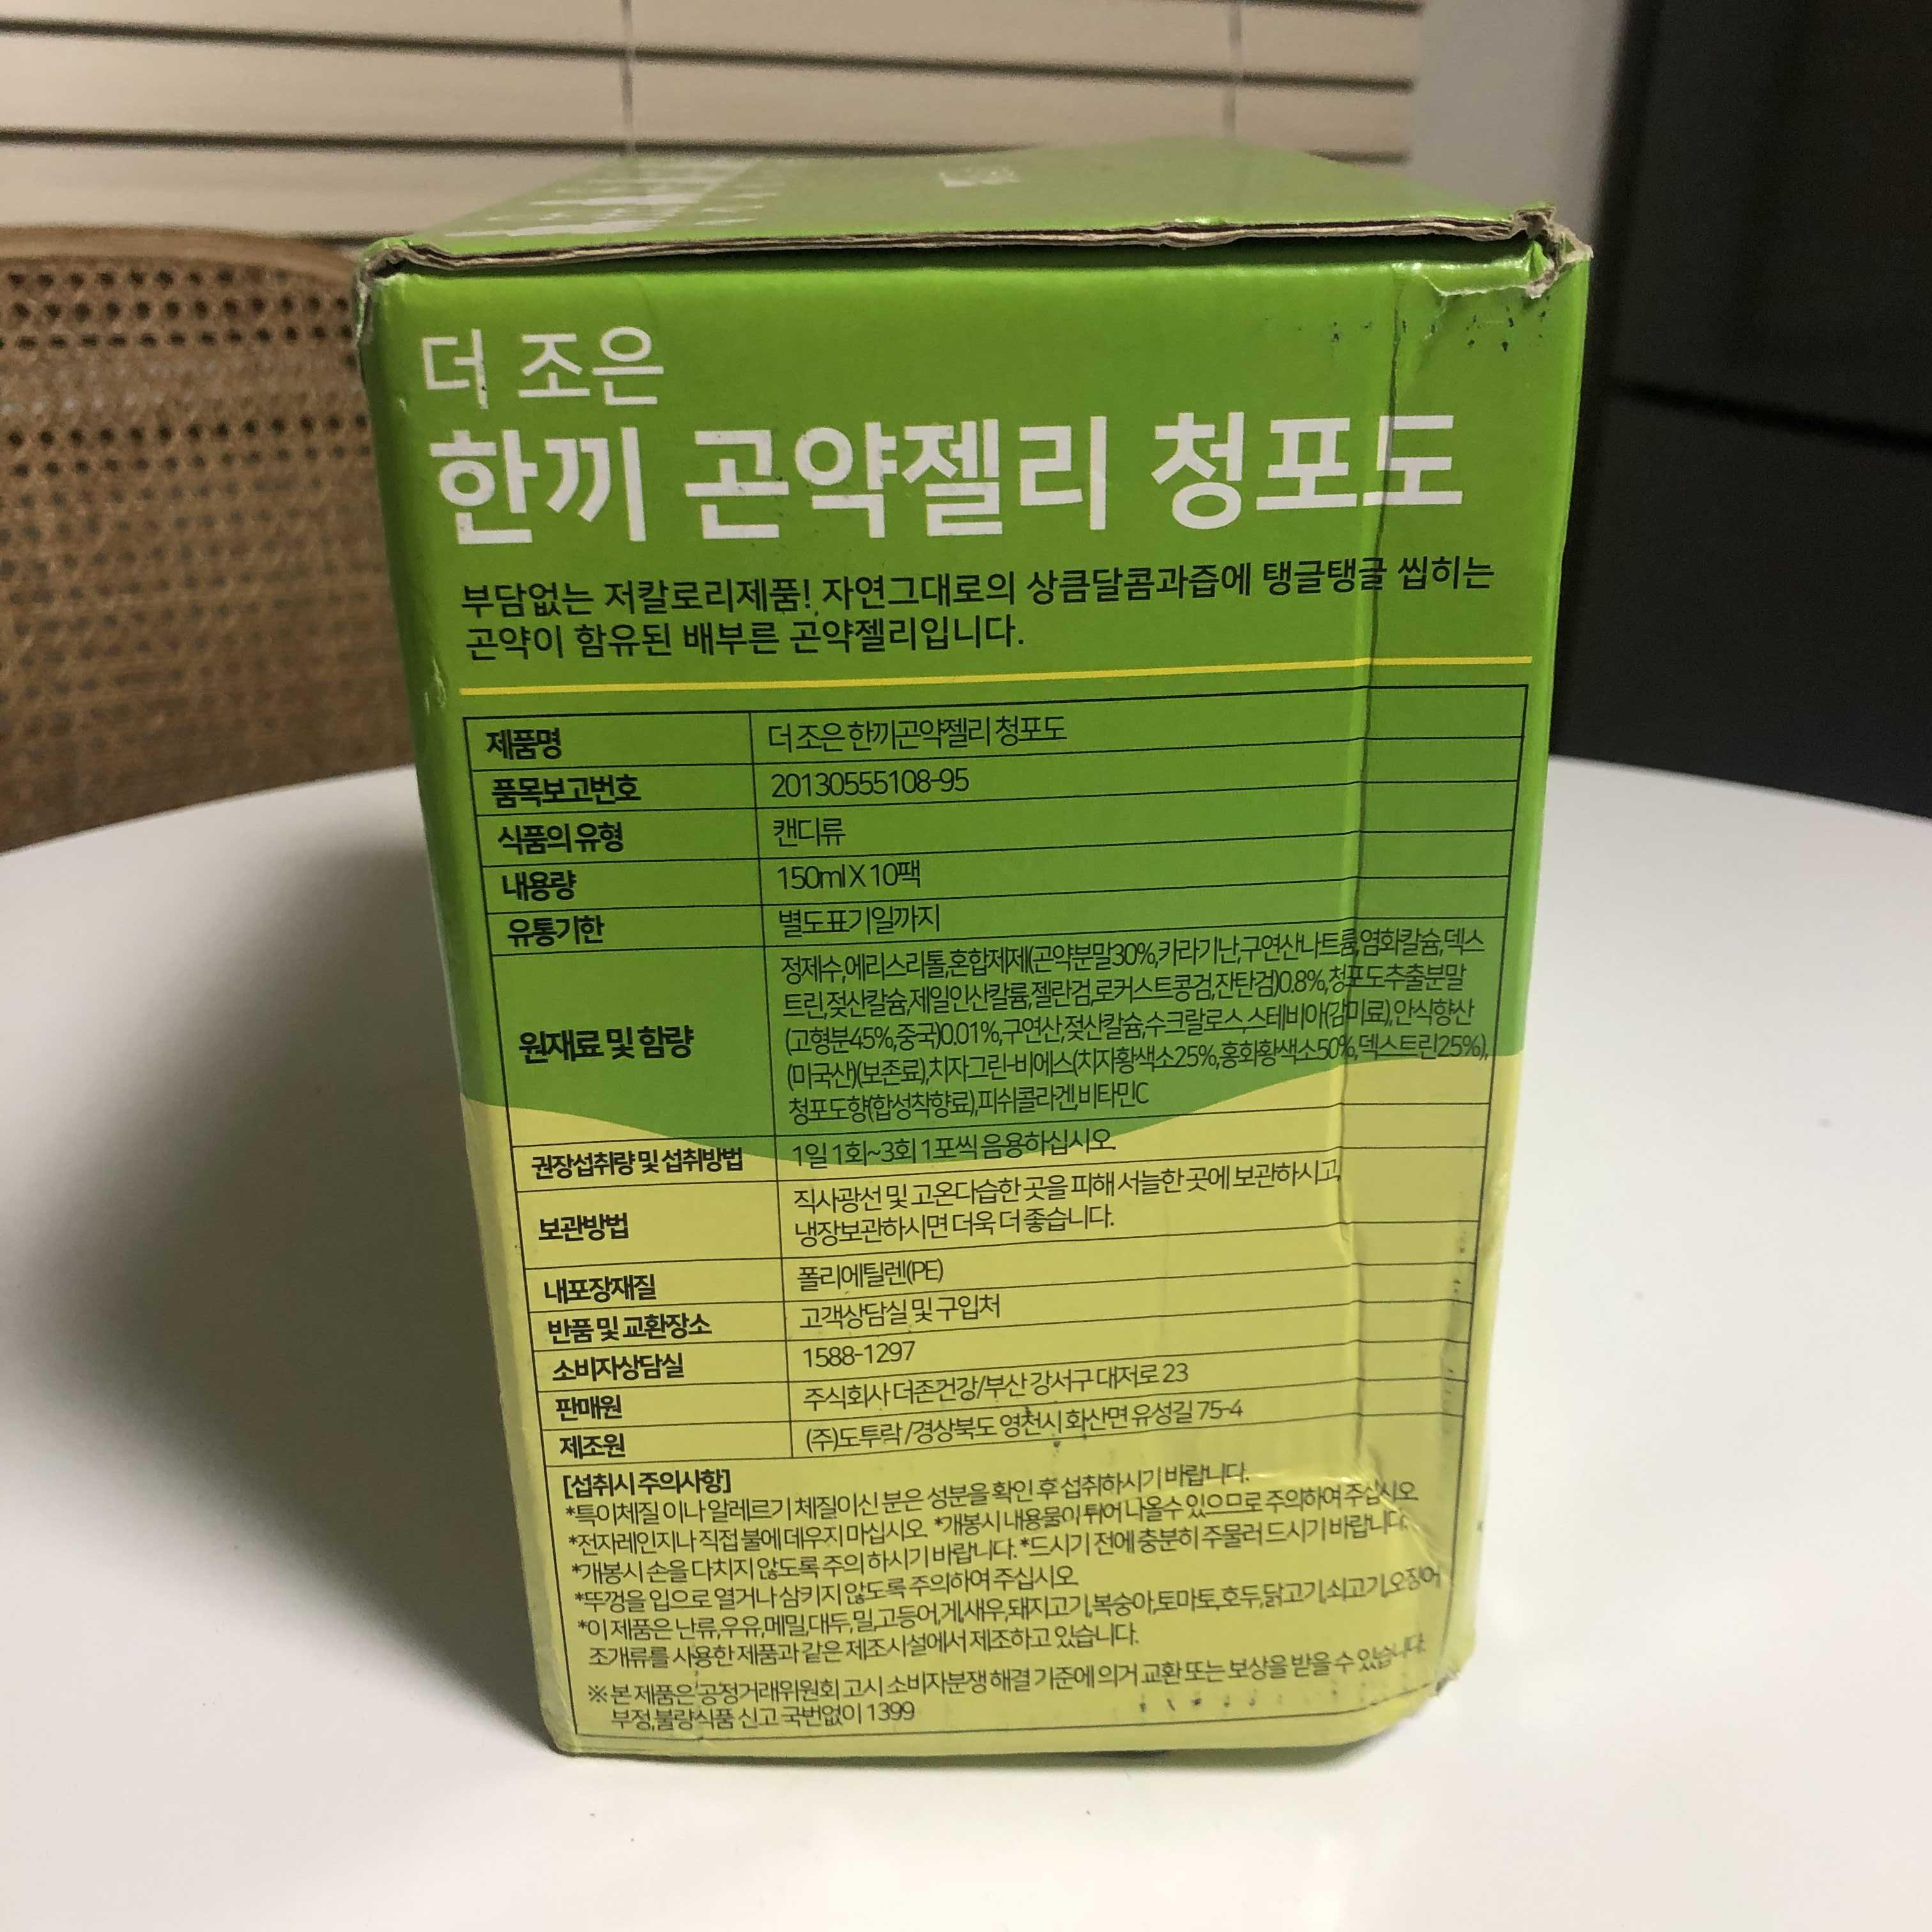 더 조은
한끼 곤약젤리 청포도
부담없는 저칼로리제품! 자연그대로의 상큼달콤과즙에 탱글탱글 씹히는
곤약이 함유된 배부른 곤약젤리입니다.
제품명 더 조은 한끼곤약젤리 청포도
품목보고번호 20130555108-95
식품의 유형 캔디류
내용량 150ml X 10팩
유통기한 별도표기일까지
원재료 및 함량
정제수,에리스리톨,혼합제제(곤약분말30%,카라기난,구연산나트륨,염화칼슘,덱스
트린,젖산칼슘,제일인산칼륨,젤란검,로커스트콩검,잔탄검)0.8%,청포도추출분말
(고형분45%,중국)0.01%,구연산,젖산칼슘,수크랄로스,스테비아(감미료),안식향산
(미국산)(보존료),치자그린-비에스(치자황색소25%,홍화황색소50%,덱스트린25%),
청포도향(합성착향료),피쉬콜라겐,비타민C
권장섭취량 및 섭취방법 1일 1회~3회 1포씩 음용하십시오.
보관방법 직사광선 및 고온다습한 곳을 피해 서늘한 곳에 보관하시고,
냉장보관하시면 더욱 더 좋습니다.
내포장재질 폴리에틸렌(PE)
반품 및 교환장소 고객상담실 및 구입처
소비자상담실 1588-1297
판매원 주식회사 더존건강/부산 강서구 대저로 23
제조원 (주)도투락 /경상북도 영천시 화산면 유성길 75-4
[섭취시 주의사항]
*특이체질 이나 알레르기 체질이신 분은 성분을 확인 후 섭취하시기 바랍니다.
*전자레인지나 직접 불에 데우지 마십시오. *개봉시 내용물이 튀어 나올수 있으므로 주의하여 주십시오.
*개봉시 손을 다치지 않도록 주의 하시기 바랍니다. *드시기 전에 충분히 주물러 드시기 바랍니다.
*뚜껑을 입으로 열거나 삼키지 않도록 주의하여 주십시오.
*이 제품은 난류,우유,메밀,대두,밀,고등어,게,새우,돼지고기,복숭아,토마토,호두,닭고기,쇠고기,오징어
조개류를 사용한 제품과 같은 제조시설에서 제조하고 있습니다.
※ 본 제품은 공정거래위원회 고시 소비자분쟁 해결 기준에 의거 교환 또는 보상을 받을 수 있습니다.
부정,불량식품 신고 국번없이 1399